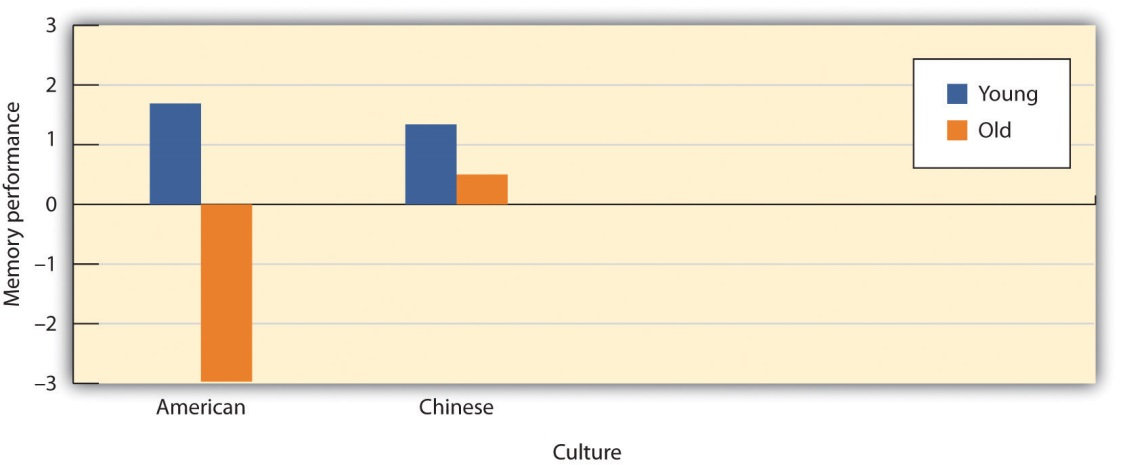 3
2
1
0
−1
−2
−3
Memory performance
Young
Old
American Chinese
Culture